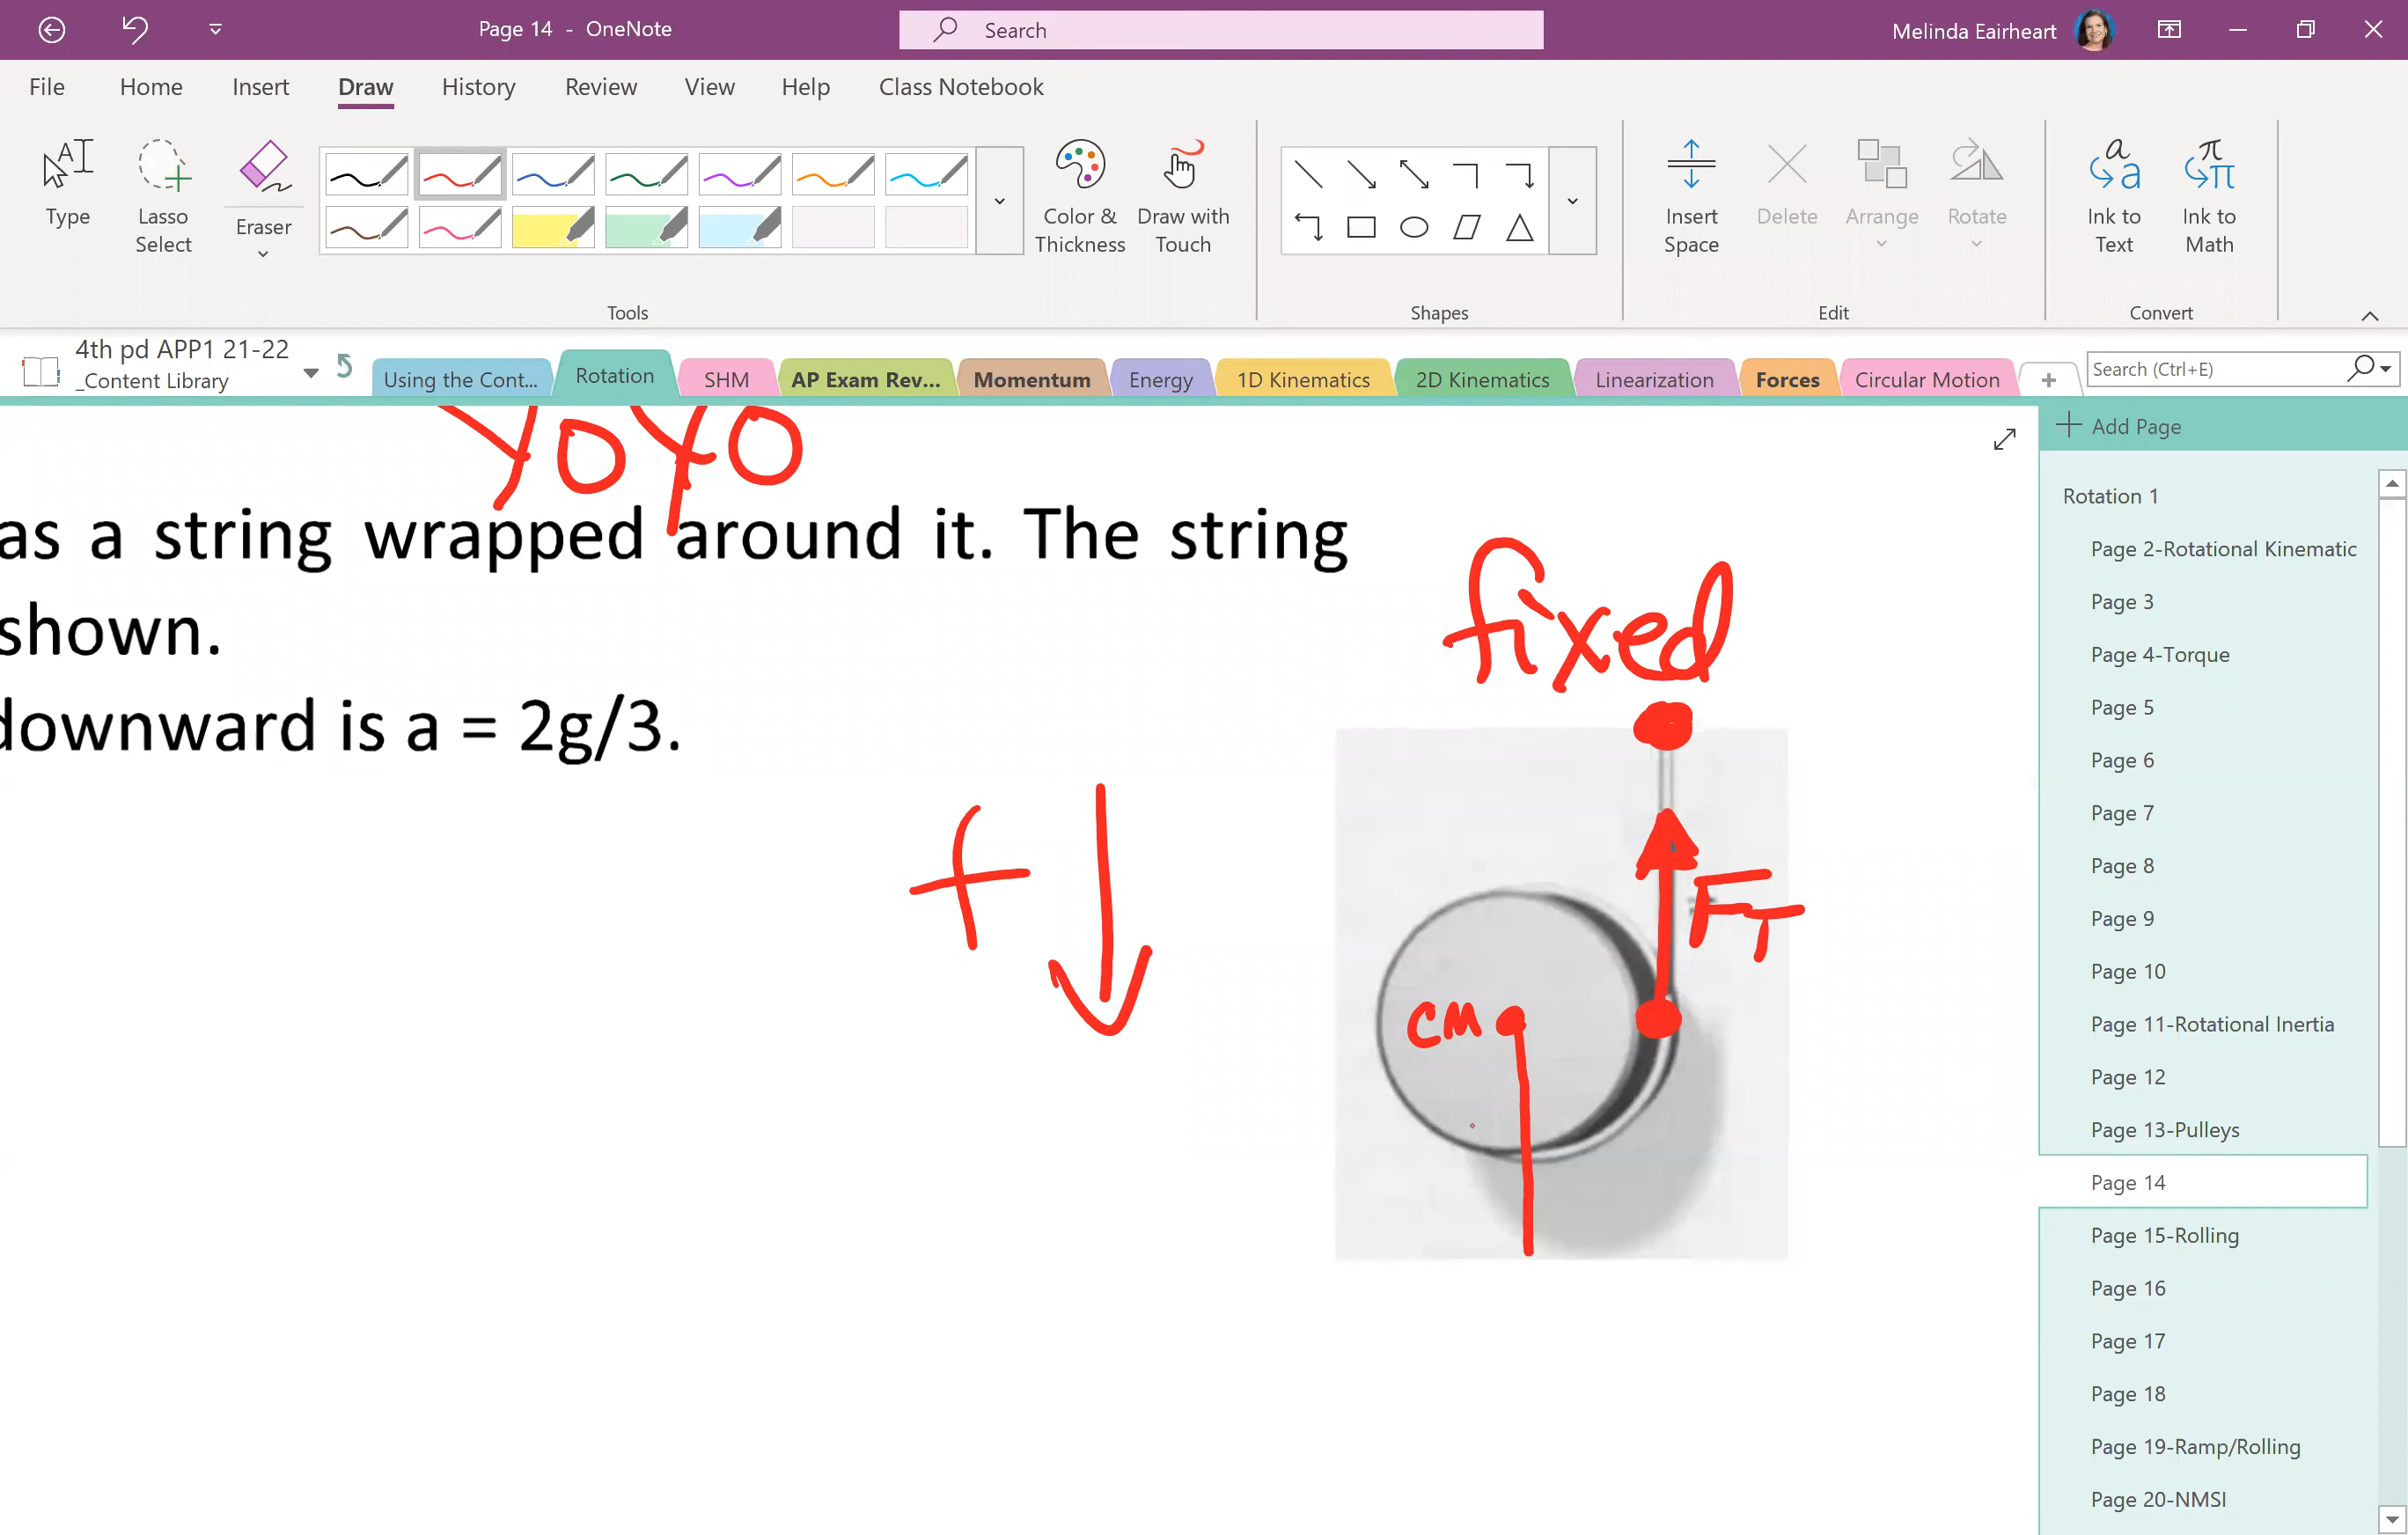 Page 14 - OneNote
Search
Melinda Eairheart
File Home Insert Draw History Review View Help Class Notebook
Type
Lasso Select
Eraser
Color & Thickness
Draw with Touch
Insert Space
Delete
Arrange
Rotate
Ink to Text
Ink to Math
Tools
Shapes
Edit
Convert
4th pd APP1 21-22
_Content Library
Using the Cont... Rotation SHM AP Exam Rev... Momentum Energy 1D Kinematics 2D Kinematics Linearization Forces Circular Motion
Search (Ctrl+E)
YOYO
as a string wrapped around it. The string
shown.
downward is a = 2g/3.
fixed
+
FT
CM
Add Page
Rotation 1
Page 2-Rotational Kinematic
Page 3
Page 4-Torque
Page 5
Page 6
Page 7
Page 8
Page 9
Page 10
Page 11-Rotational Inertia
Page 12
Page 13-Pulleys
Page 14
Page 15-Rolling
Page 16
Page 17
Page 18
Page 19-Ramp/Rolling
Page 20-NMSI